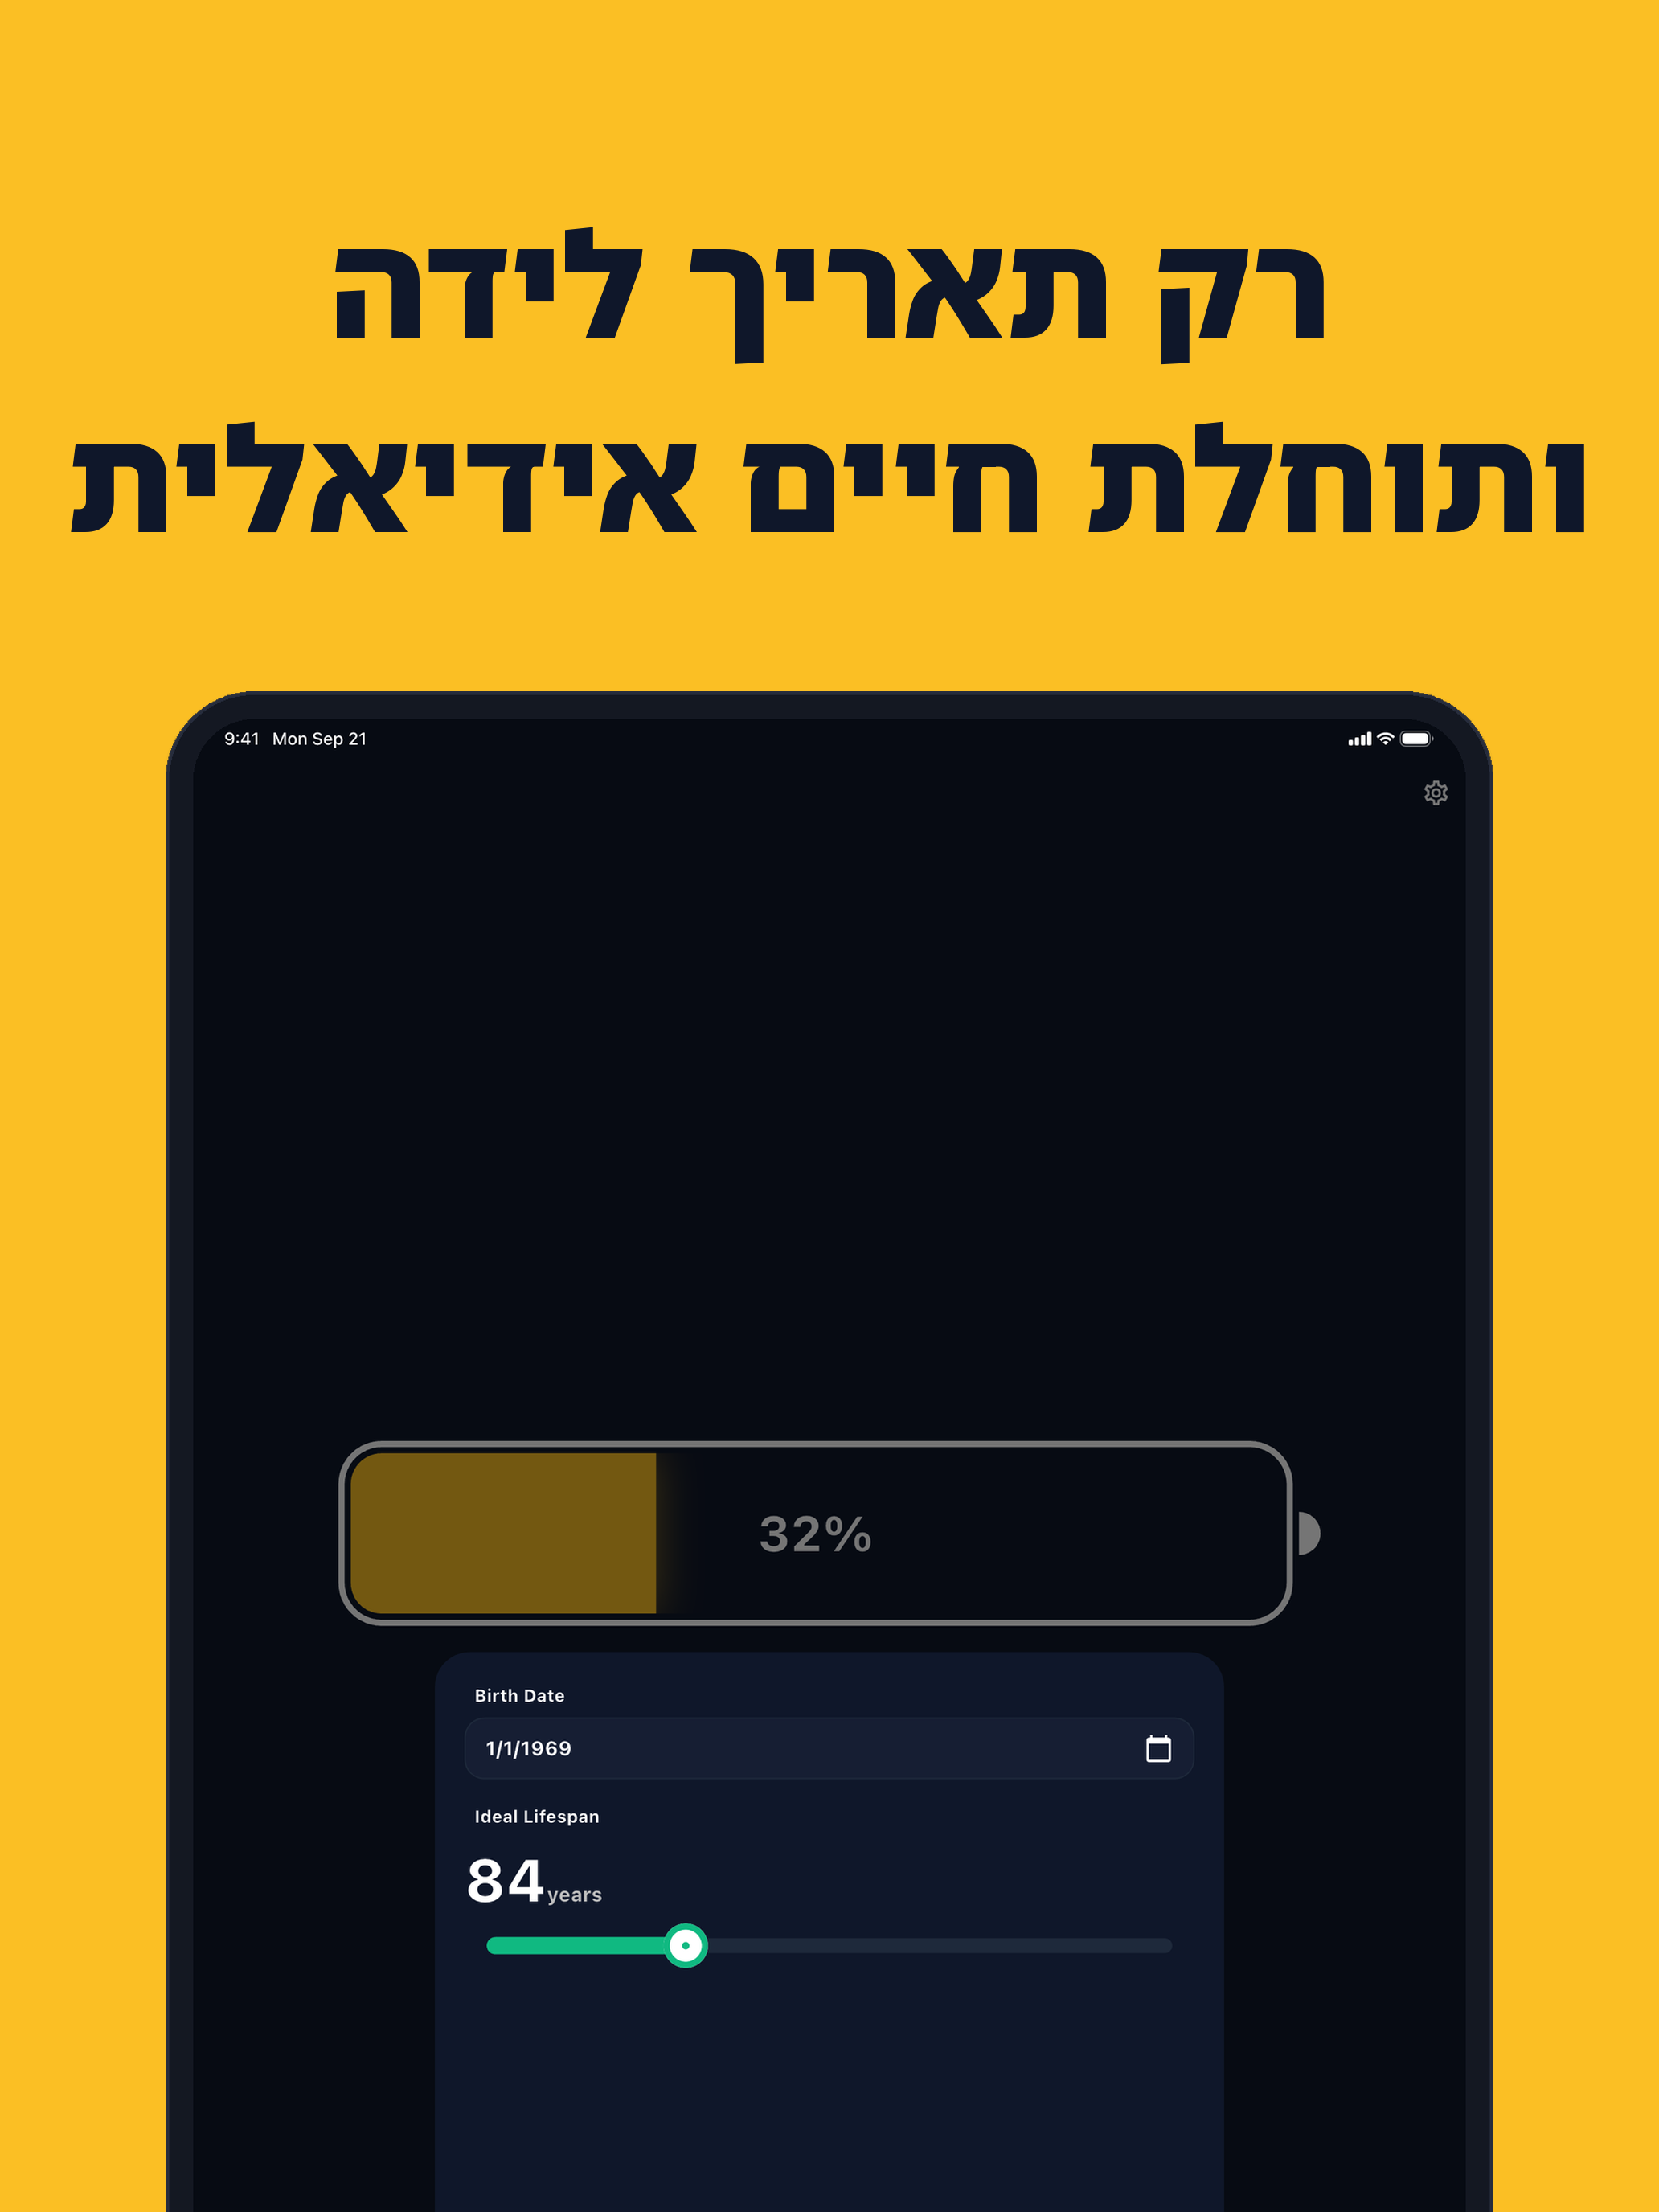 רק תאריך לידה
ותוחלת חיים אידיאלית
9:41 Mon Sep 21
32%
Birth Date
1/1/1969
Ideal Lifespan
84 years